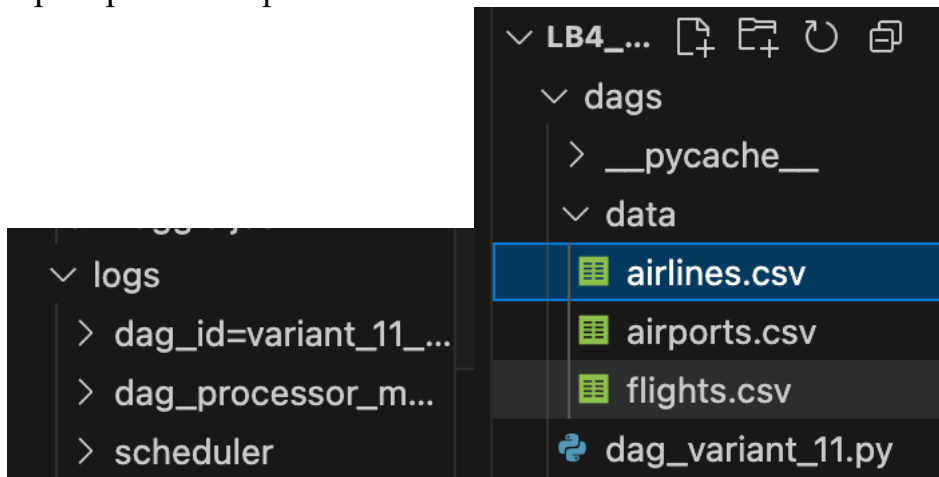 LB4_...
dags
__pycache__
data
airlines.csv
airports.csv
flights.csv
dag_variant_11.py
logs
dag_id=variant_11_...
dag_processor_m...
scheduler